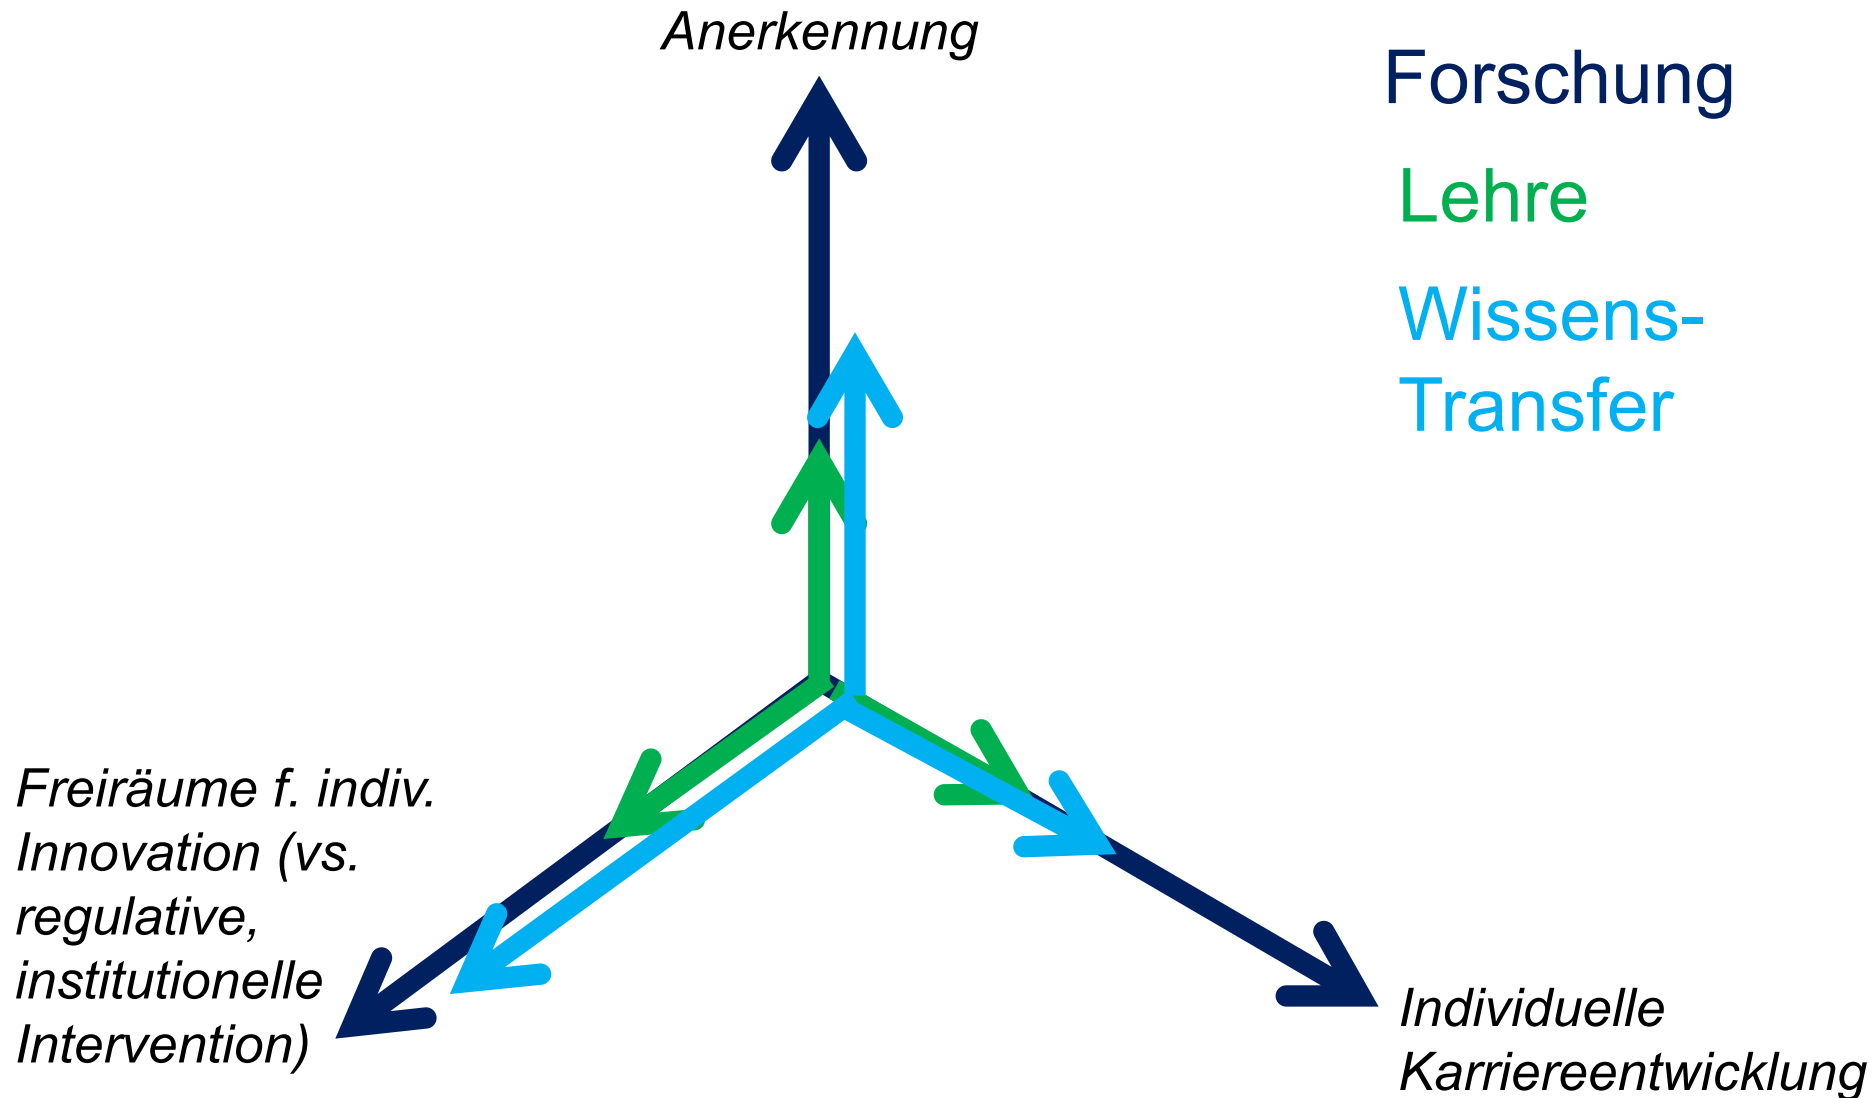 Anerkennung
Forschung
Lehre
Wissens-
Transfer
Freiräume f. indiv.
Innovation (vs.
regulative,
institutionelle
Intervention)
Individuelle
Karriereentwicklung